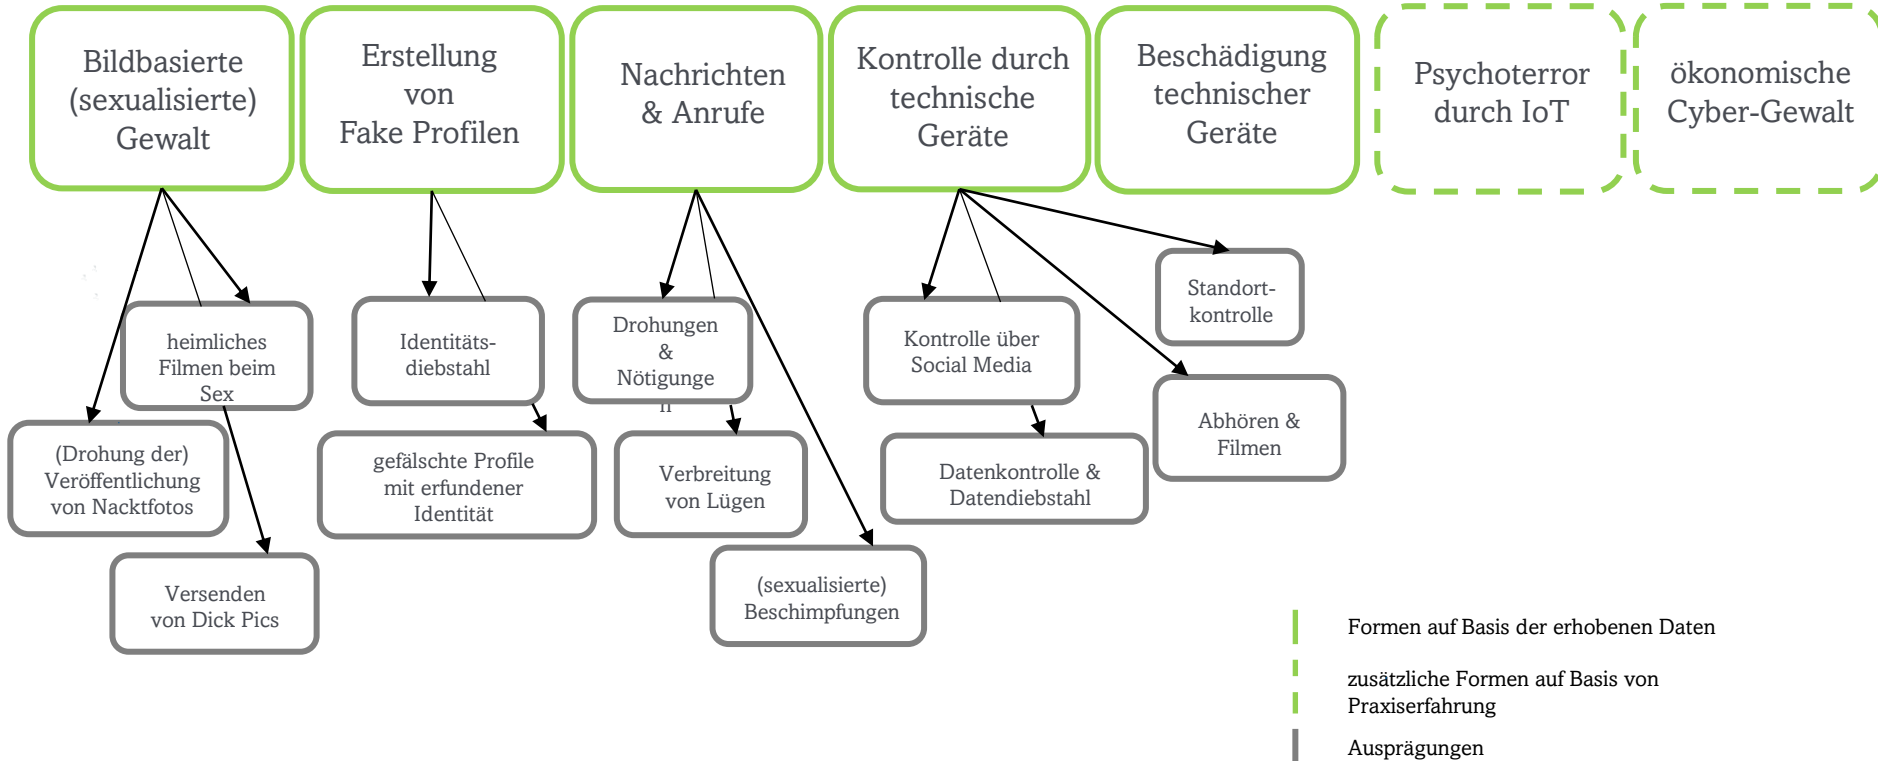 Bildbasierte
(sexualisierte)
Gewalt
Erstellung
von
Fake Profilen
Nachrichten
& Anrufe
Kontrolle durch
technische
Geräte
Beschädigung
technischer
Geräte
Psychoterror
durch IoT
ökonomische
Cyber-Gewalt
heimliches
Filmen beim
Sex
(Drohung der)
Veröffentlichung
von Nacktfotos
Versenden
von Dick Pics
Identitäts-
diebstahl
gefälschte Profile
mit erfundener
Identität
Drohungen
&
Nötigunge
n
Verbreitung
von Lügen
(sexualisierte)
Beschimpfungen
Kontrolle über
Social Media
Datenkontrolle &
Datendiebstahl
Standort-
kontrolle
Abhören &
Filmen
Formen auf Basis der erhobenen Daten
zusätzliche Formen auf Basis von
Praxiserfahrung
Ausprägungen